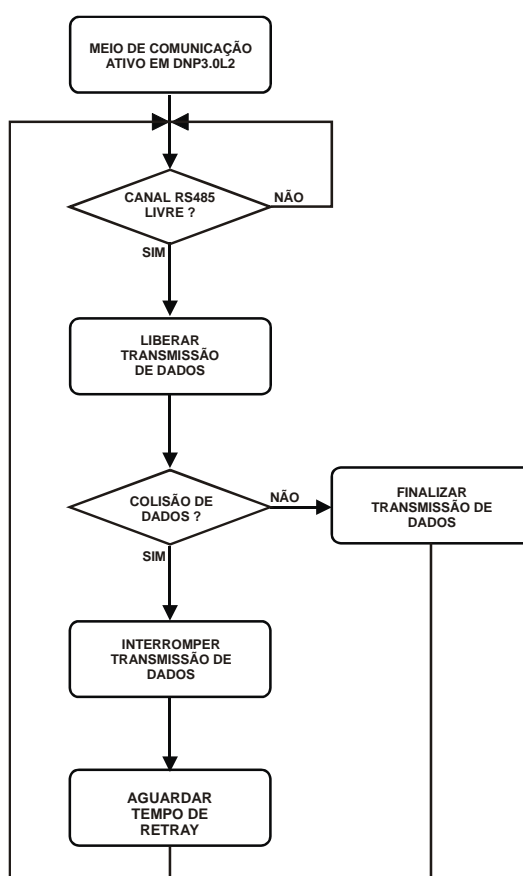 MEIO DE COMUNICAÇÃO
ATIVO EM DNP3.0L2
CANAL RS485
LIVRE ?
NÃO
SIM
LIBERAR
TRANSMISSÃO
DE DADOS
COLISÃO DE
DADOS ?
NÃO
SIM
FINALIZAR
TRANSMISSÃO DE
DADOS
INTERROMPER
TRANSMISSÃO DE
DADOS
AGUARDAR
TEMPO DE
RETRAY